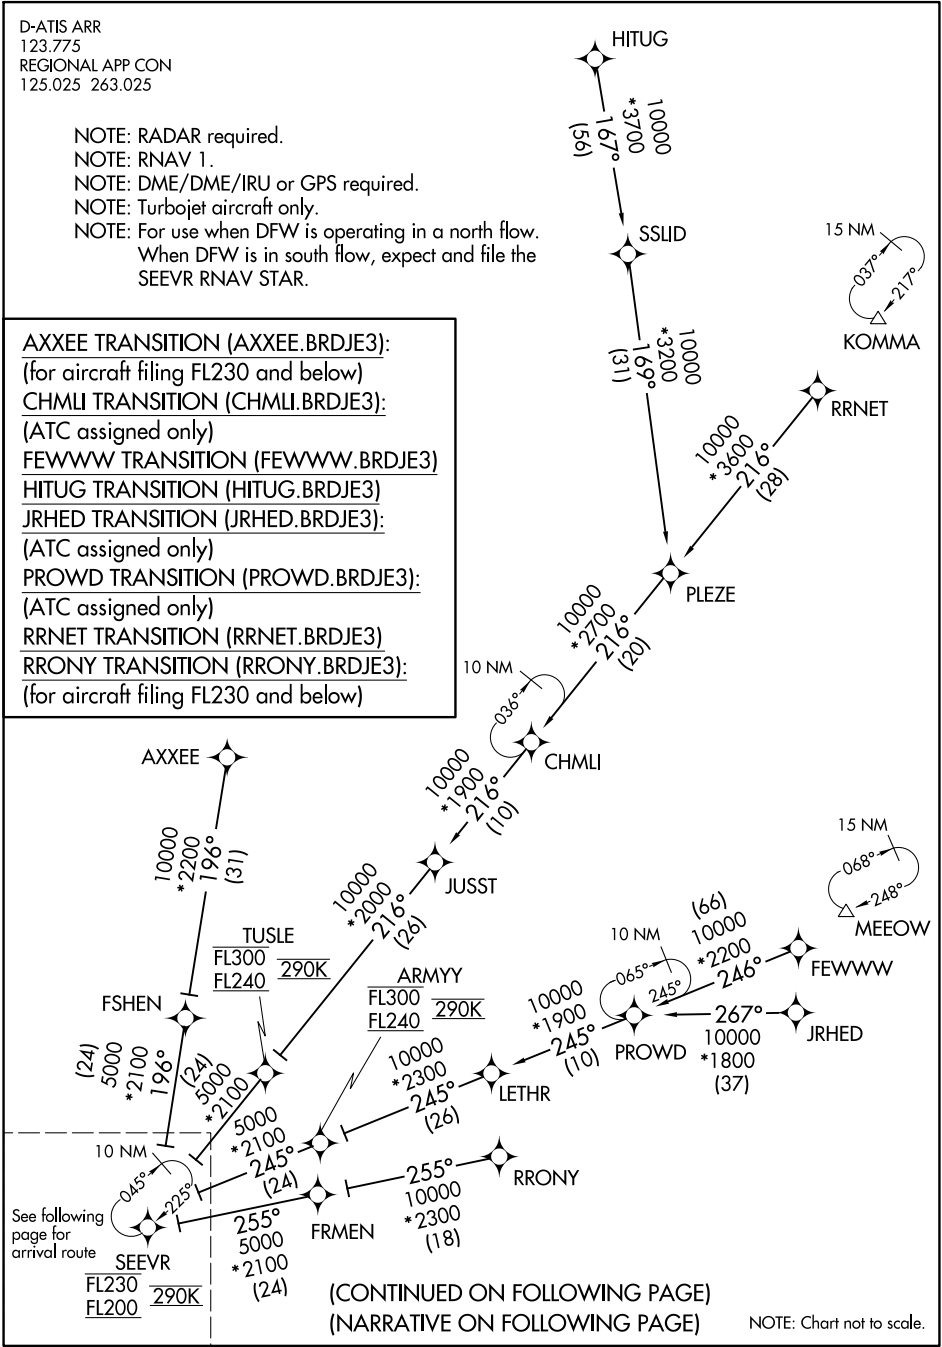 D-ATIS ARR
123.775
REGIONAL APP CON
125.025 263.025
NOTE: RADAR required.
NOTE: RNAV 1.
NOTE: DME/DME/IRU or GPS required.
NOTE: Turbojet aircraft only.
NOTE: For use when DFW is operating in a north flow.
When DFW is in south flow, expect and file the
SEEVR RNAV STAR.
HITUG
10000
*3700
167°
(56)
SSLID
15 NM
037°
217°
KOMMA
10000
*3200
169°
(31)
RRNET
10000
*3600
216°
(28)
PLEZE
AXXEE TRANSITION (AXXEE.BRDJE3):
(for aircraft filing FL230 and below)
CHMLI TRANSITION (CHMLI.BRDJE3):
(ATC assigned only)
FEWWW TRANSITION (FEWWW.BRDJE3)
HITUG TRANSITION (HITUG.BRDJE3)
JRHED TRANSITION (JRHED.BRDJE3):
(ATC assigned only)
PROWD TRANSITION (PROWD.BRDJE3):
(ATC assigned only)
RRNET TRANSITION (RRNET.BRDJE3)
RRONY TRANSITION (RRONY.BRDJE3):
(for aircraft filing FL230 and below)
10000
*2700
216°
(20)
10 NM
036°
CHMLI
AXXEE
10000
*2200
196°
(31)
10000
*1900
216°
(10)
JUSST
10000
*2000
216°
(26)
15 NM
068°
248°
MEEOW
TUSLE
FL300
FL240
290K
ARMYY
FL300
FL240
290K
10 NM
065°
245°
PROWD
(66)
10000
*2200
246°
FEWWW
267°
10000
*1800
(37)
JRHED
FSHEN
(24)
5000
*2100
196°
(24)
5000
*2100
10000
*1900
245°
(10)
LETHR
10000
*2300
245°
(26)
5000
*2100
245°
(24)
RRONY
255°
10000
*2300
(18)
FRMEN
255°
5000
*2100
(24)
10 NM
045°
225°
See following
page for
arrival route
SEEVR
FL230
FL200
290K
(CONTINUED ON FOLLOWING PAGE)
(NARRATIVE ON FOLLOWING PAGE)
NOTE: Chart not to scale.